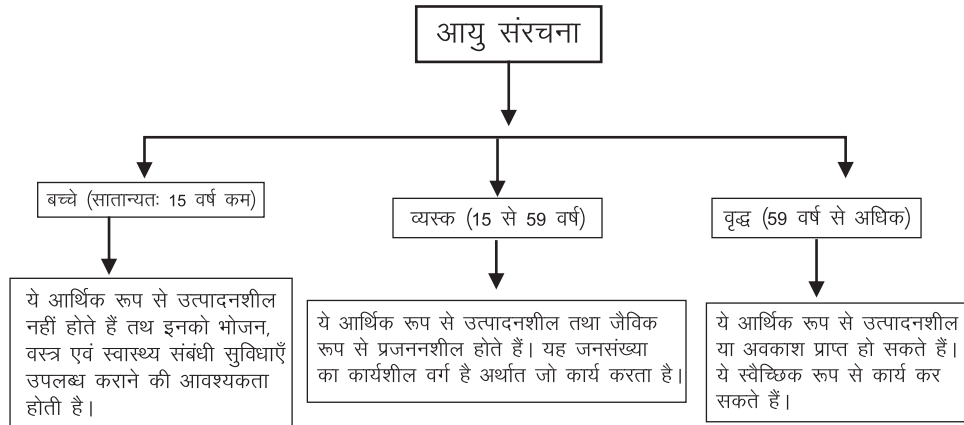 आयु संरचना
बच्चे (सातान्यतः 15 वर्ष कम)
व्यस्क (15 से 59 वर्ष)
वृद्ध (59 वर्ष से अधिक)
ये आर्थिक रूप से उत्पादनशील
नहीं होते हैं तथ इनको भोजन,
वस्त्र एवं स्वास्थ्य संबंधी सुविधाएँ
उपलब्ध कराने की आवश्यकता
होती है।
ये आर्थिक रूप से उत्पादनशील तथा जैविक
रूप से प्रजननशील होते हैं। यह जनसंख्या
का कार्यशील वर्ग है अर्थात जो कार्य करता है।
ये आर्थिक रूप से उत्पादनशील
या अवकाश प्राप्त हो सकते हैं।
ये स्वैच्छिक रूप से कार्य कर
सकते हैं।